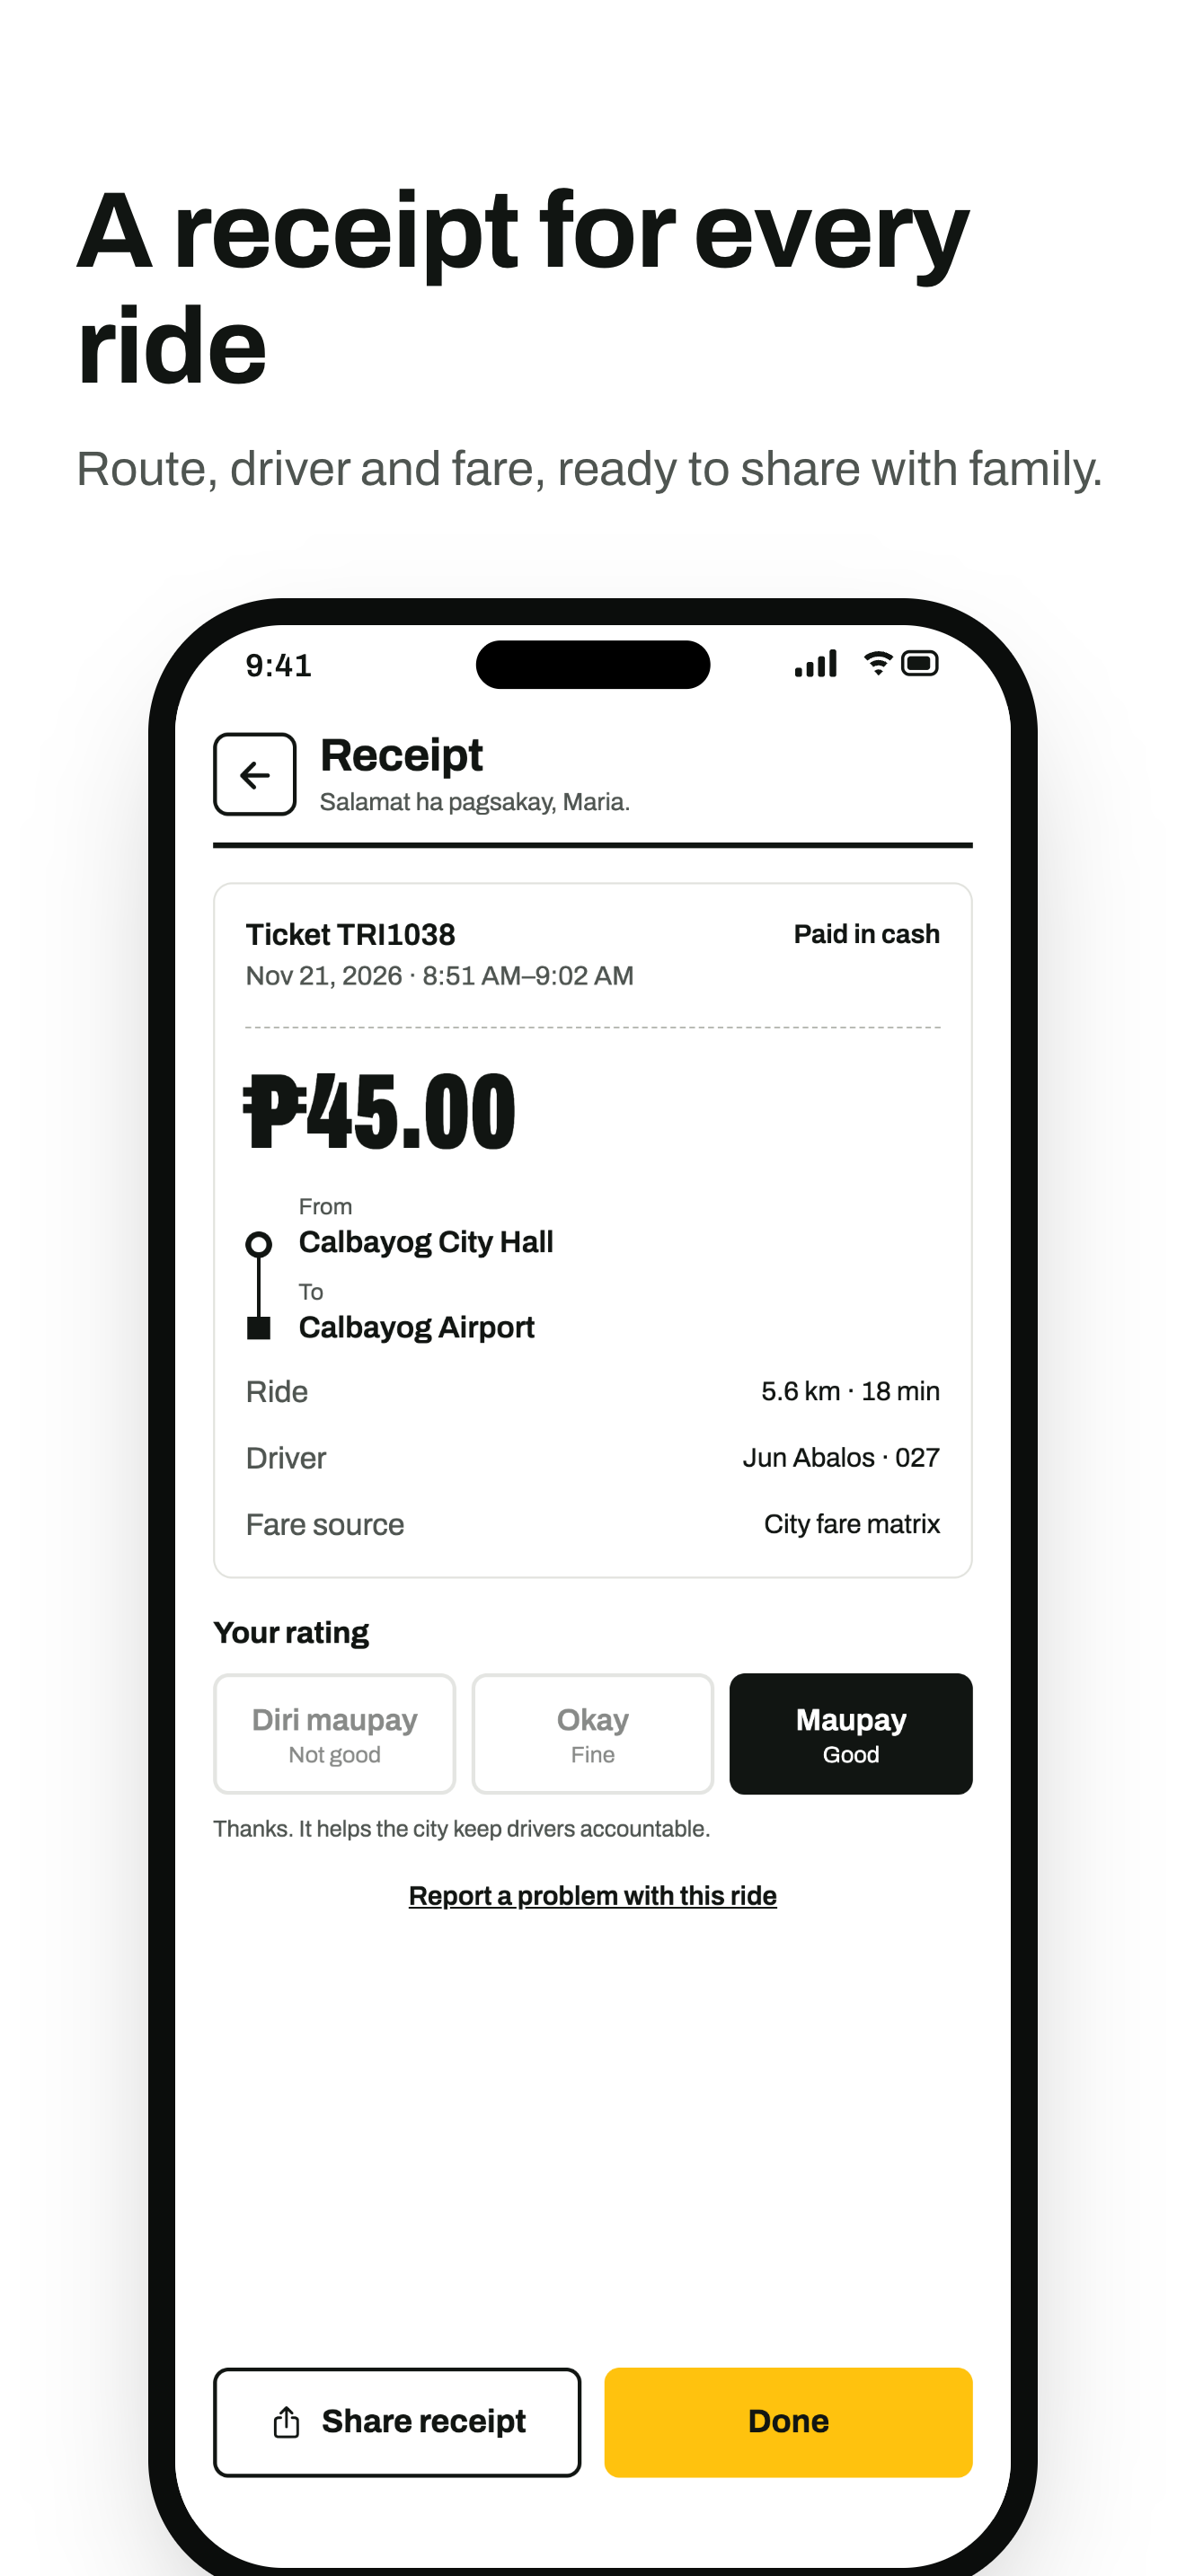 A receipt for every
ride
Route, driver and fare, ready to share with family.
9:41
Receipt
Salamat ha pagsakay, Maria.
Ticket TRI1038
Paid in cash
Nov 21, 2026 · 8:51 AM–9:02 AM
₱45.00
From
Calbayog City Hall
To
Calbayog Airport
Ride
5.6 km · 18 min
Driver
Jun Abalos · 027
Fare source
City fare matrix
Your rating
Diri maupay
Not good
Okay
Fine
Maupay
Good
Thanks. It helps the city keep drivers accountable.
Report a problem with this ride
Share receipt
Done